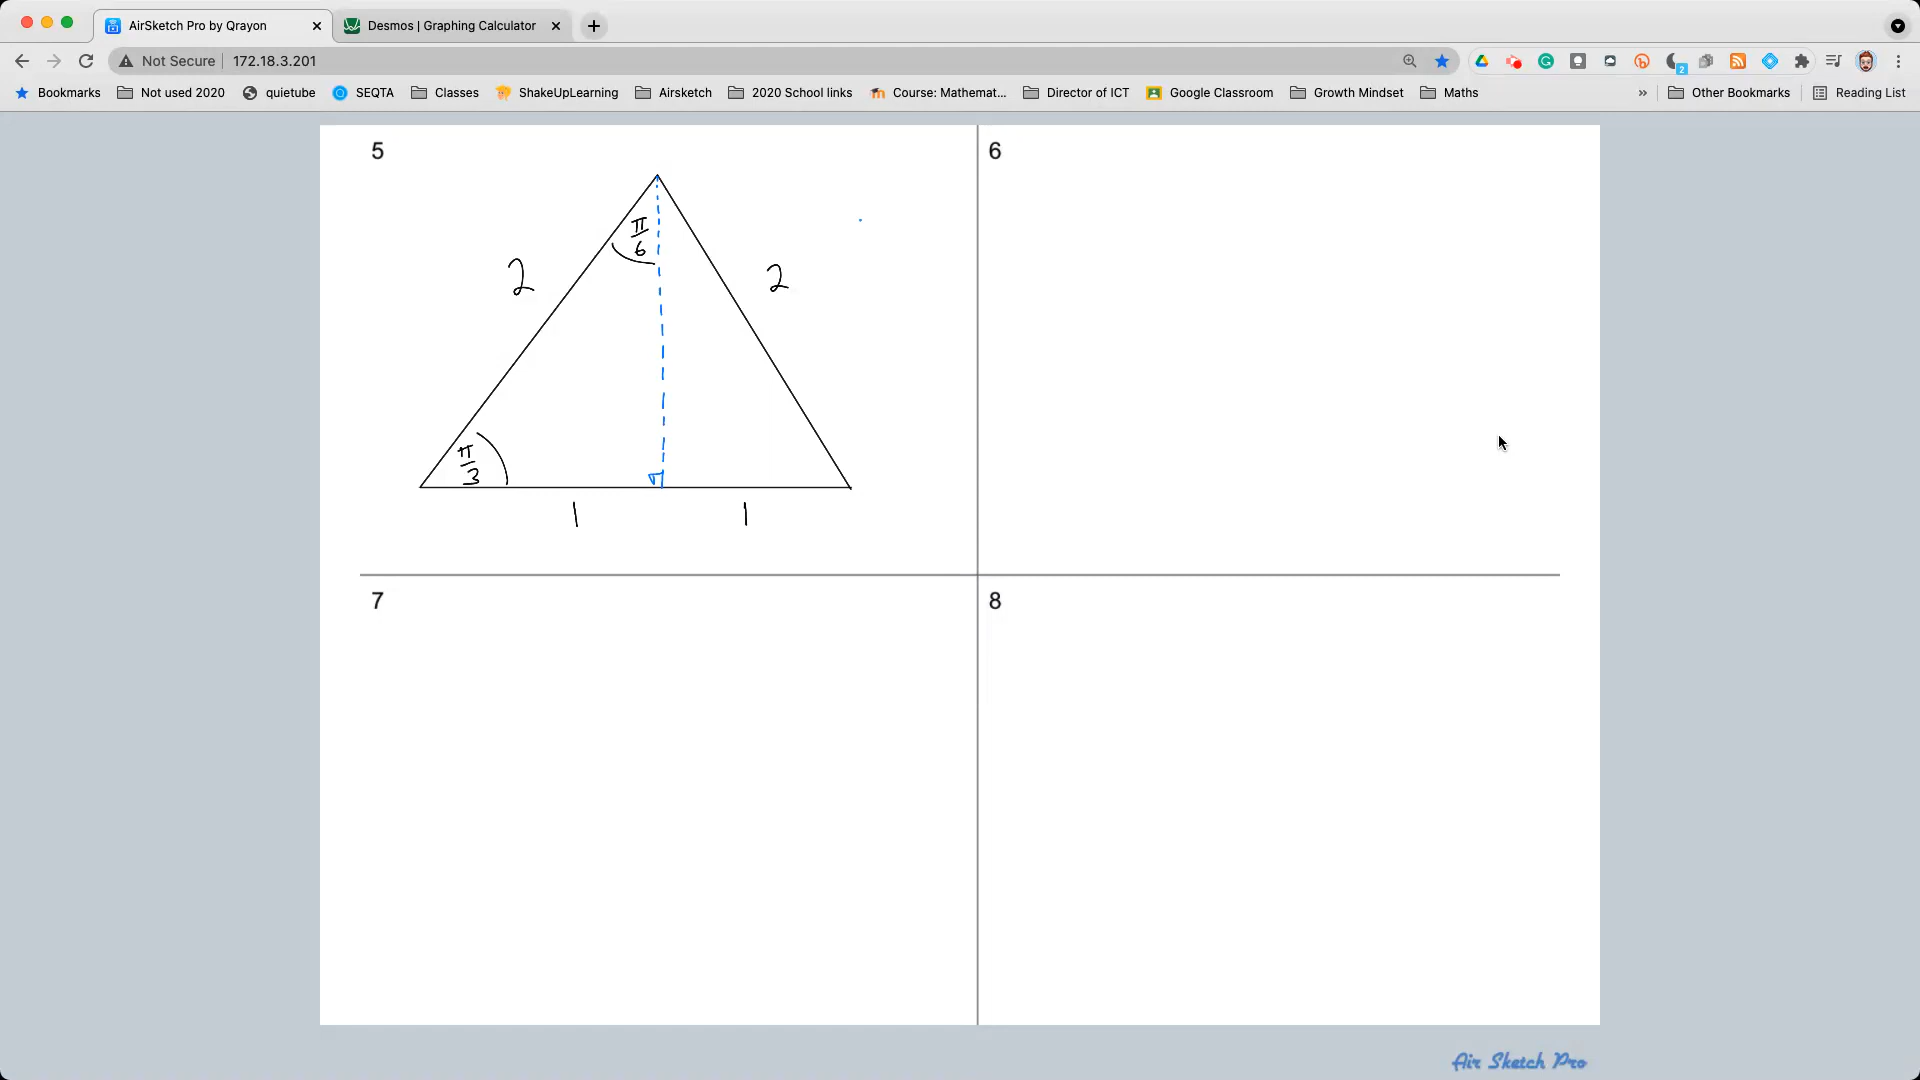 AirSketch Pro by Qrayon
Desmos | Graphing Calculator
Not Secure
172.18.3.201
2
Bookmarks
Not used 2020
quietube
SEQTA
Classes
ShakeUpLearning
Airsketch
2020 School links
Course: Mathemat...
Director of ICT
Google Classroom
Growth Mindset
Maths
»
Other Bookmarks
Reading List
5
6
π
6
2
2
π
3
1
1
7
8
Air Sketch Pro